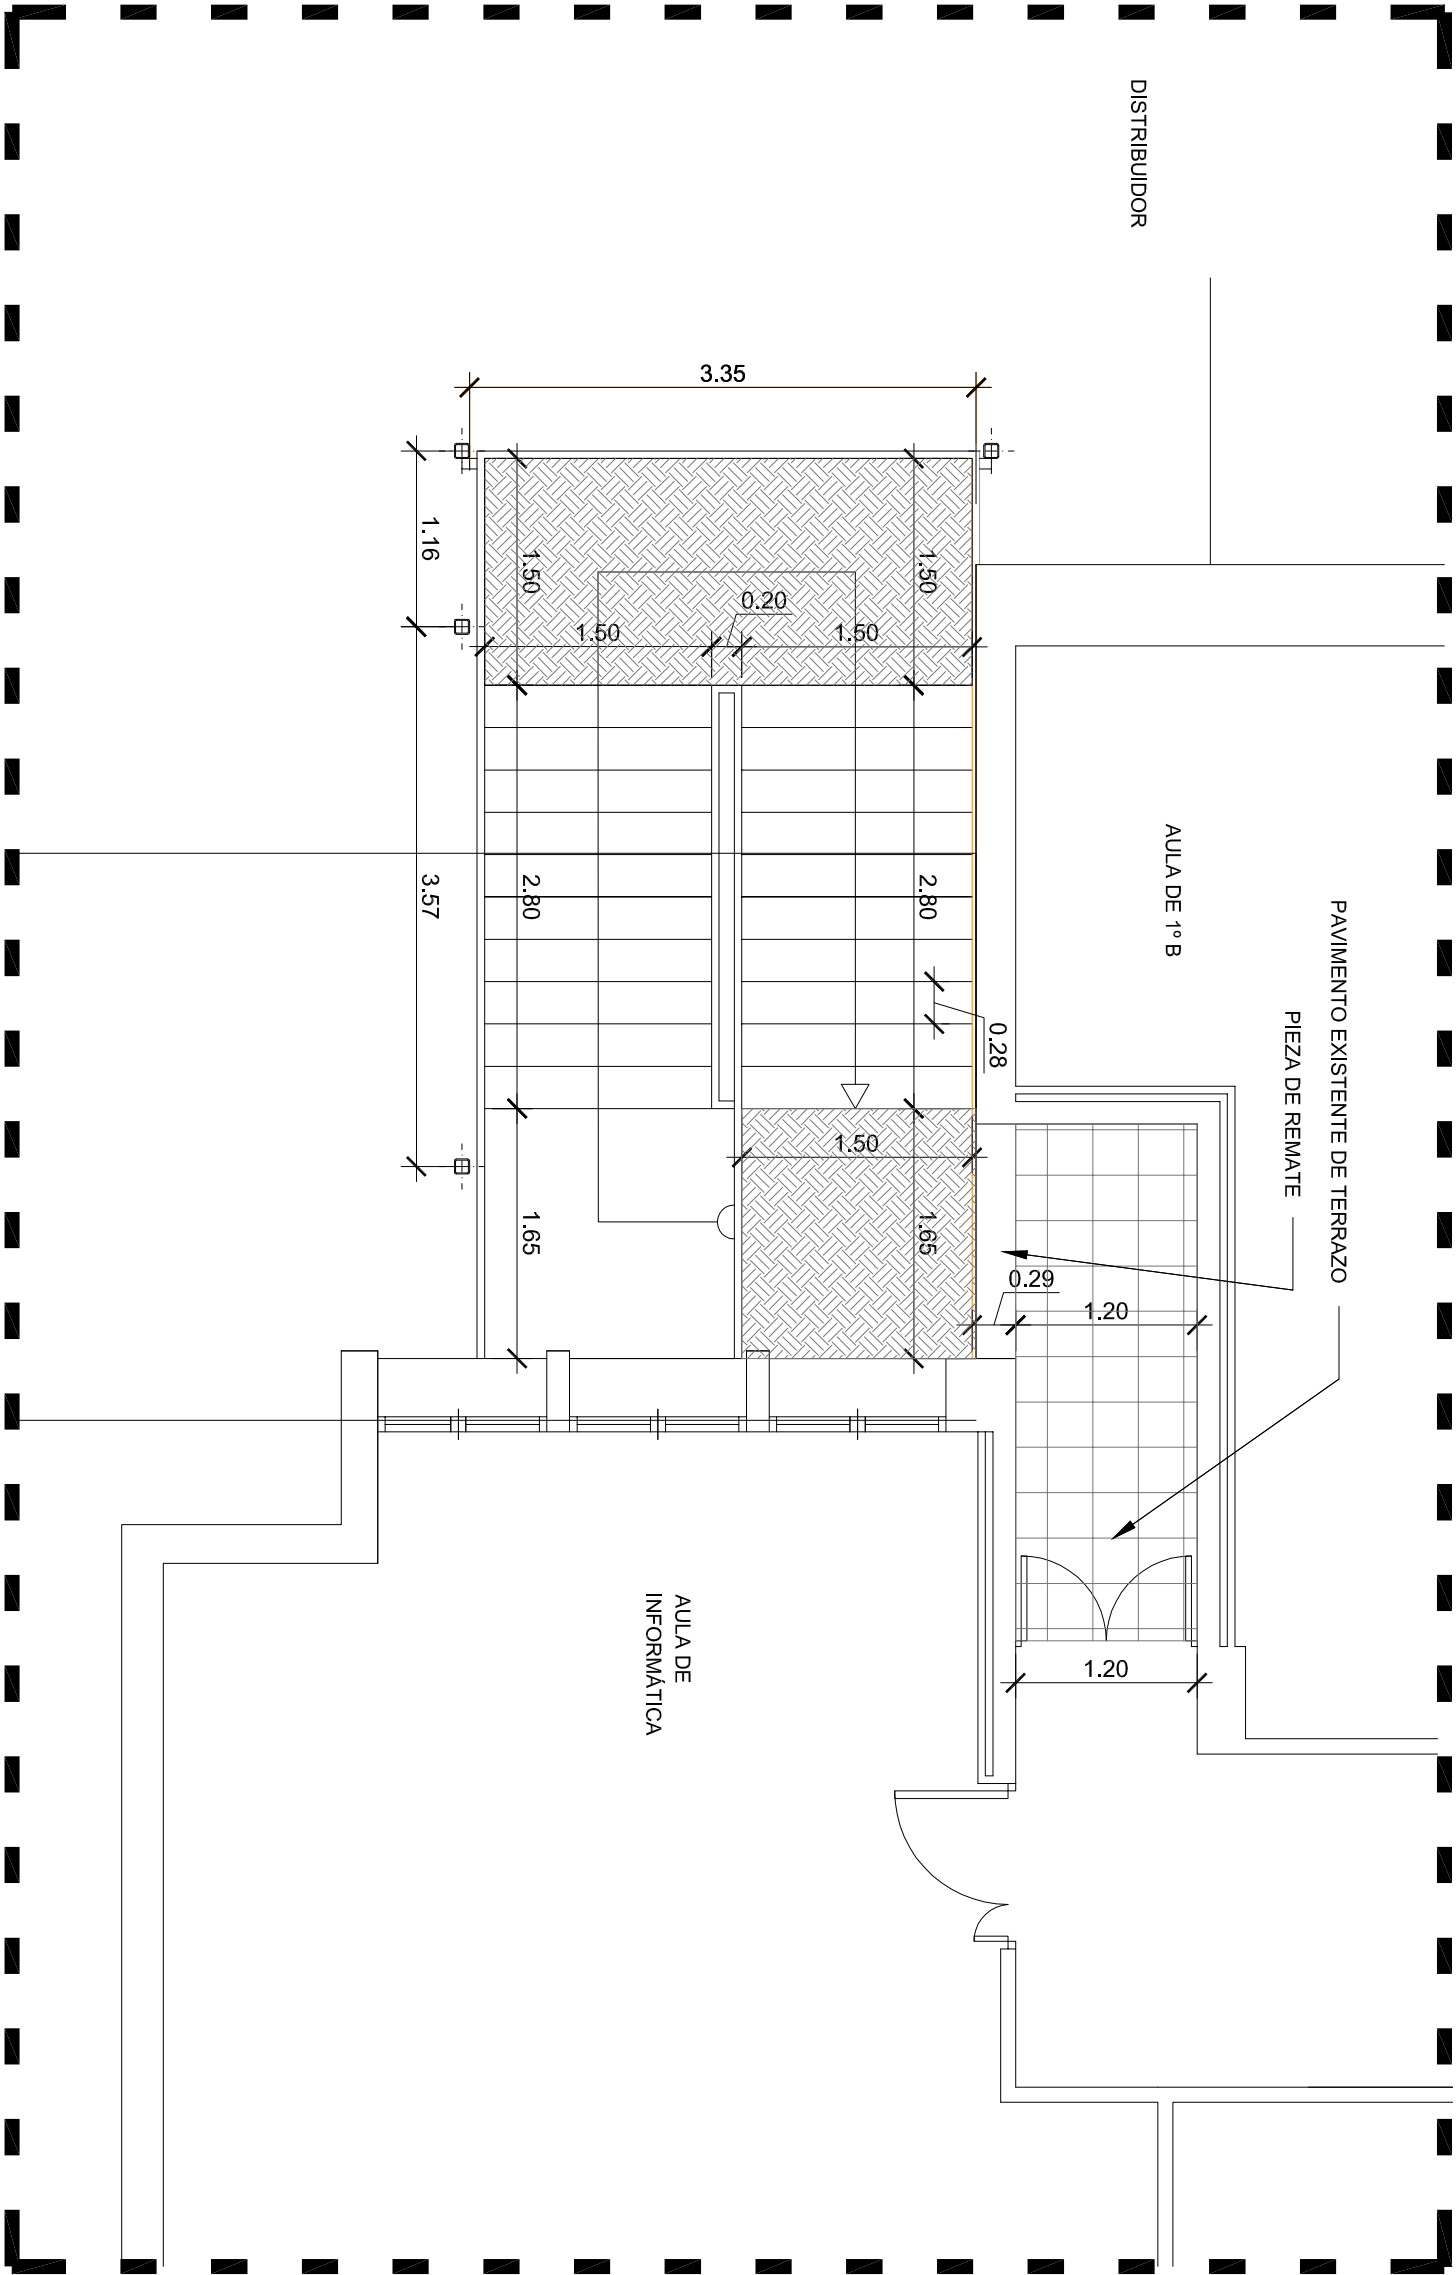 DISTRIBUIDOR
3.35
1.16
1.50
1.50
0.20
1.50
1.50
AULA DE 1º B
PAVIMENTO EXISTENTE DE TERRAZO
PIEZA DE REMATE
3.57
2.80
2.80
0.28
1.50
1.65
1.65
0.29
1.20
AULA DE
INFORMÁTICA
1.20